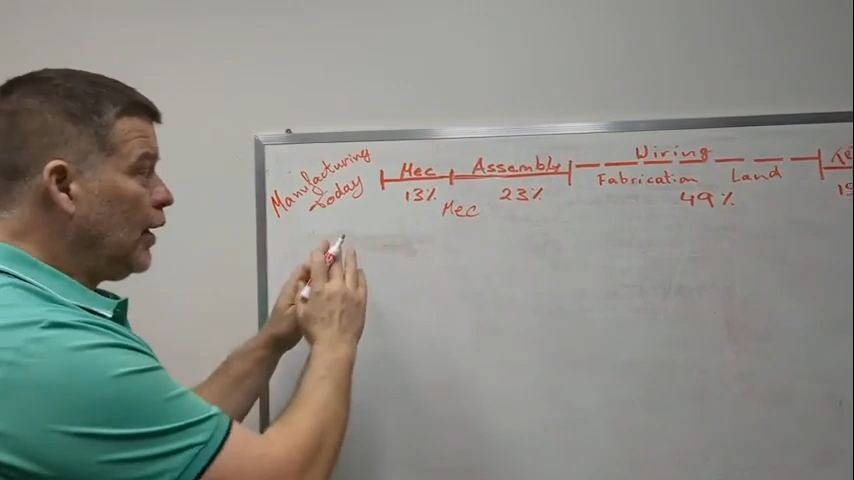 Manufacturing
Today
Mec
Assembly
Wiring
Fabrication
Land
13%
Mec
23%
49%